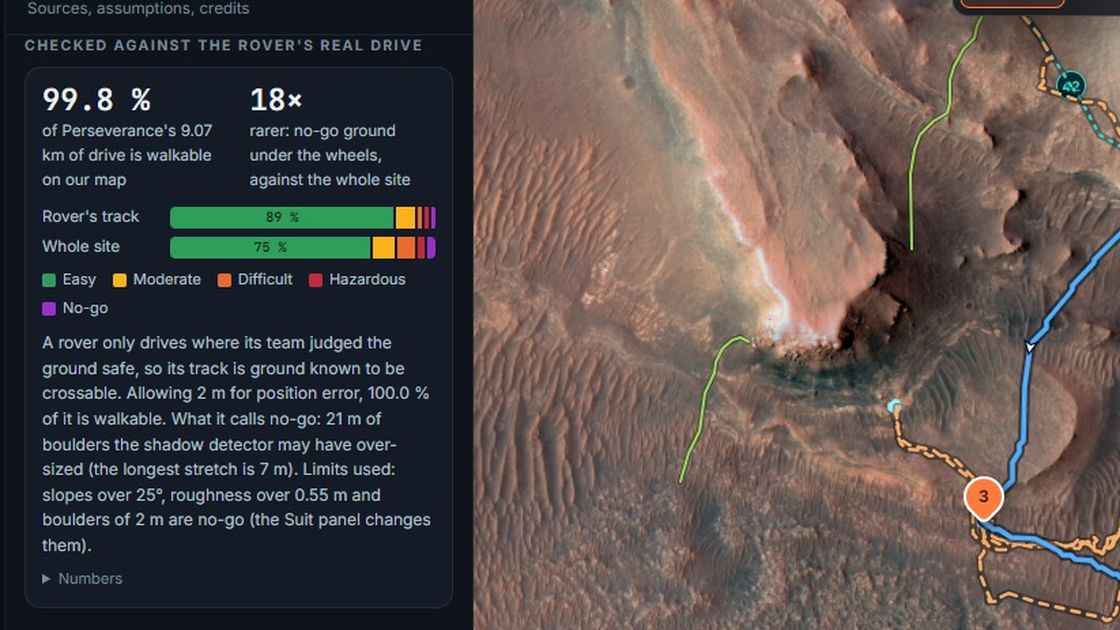 Sources, assumptions, credits
CHECKED AGAINST THE ROVER'S REAL DRIVE
99.8 %
of Perseverance's 9.07
km of drive is walkable
on our map
18×
rarer: no-go ground
under the wheels,
against the whole site
Rover's track
89 %
Whole site
75 %
Easy
Moderate
Difficult
Hazardous
No-go
A rover only drives where its team judged the
ground safe, so its track is ground known to be
crossable. Allowing 2 m for position error, 100.0 %
of it is walkable. What it calls no-go: 21 m of
boulders the shadow detector may have over-
sized (the longest stretch is 7 m). Limits used:
slopes over 25°, roughness over 0.55 m and
boulders of 2 m are no-go (the Suit panel changes
them).
Numbers
3